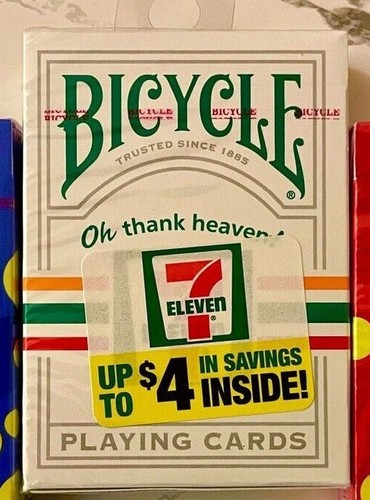 BICYCLE BICYCLE BICYCLE
BICYCLE
BICYCLE
TRUSTED SINCE 1885
®
Oh thank heaven
7
ELEVEn
®
UP TO $4 IN SAVINGS INSIDE!
PLAYING CARDS